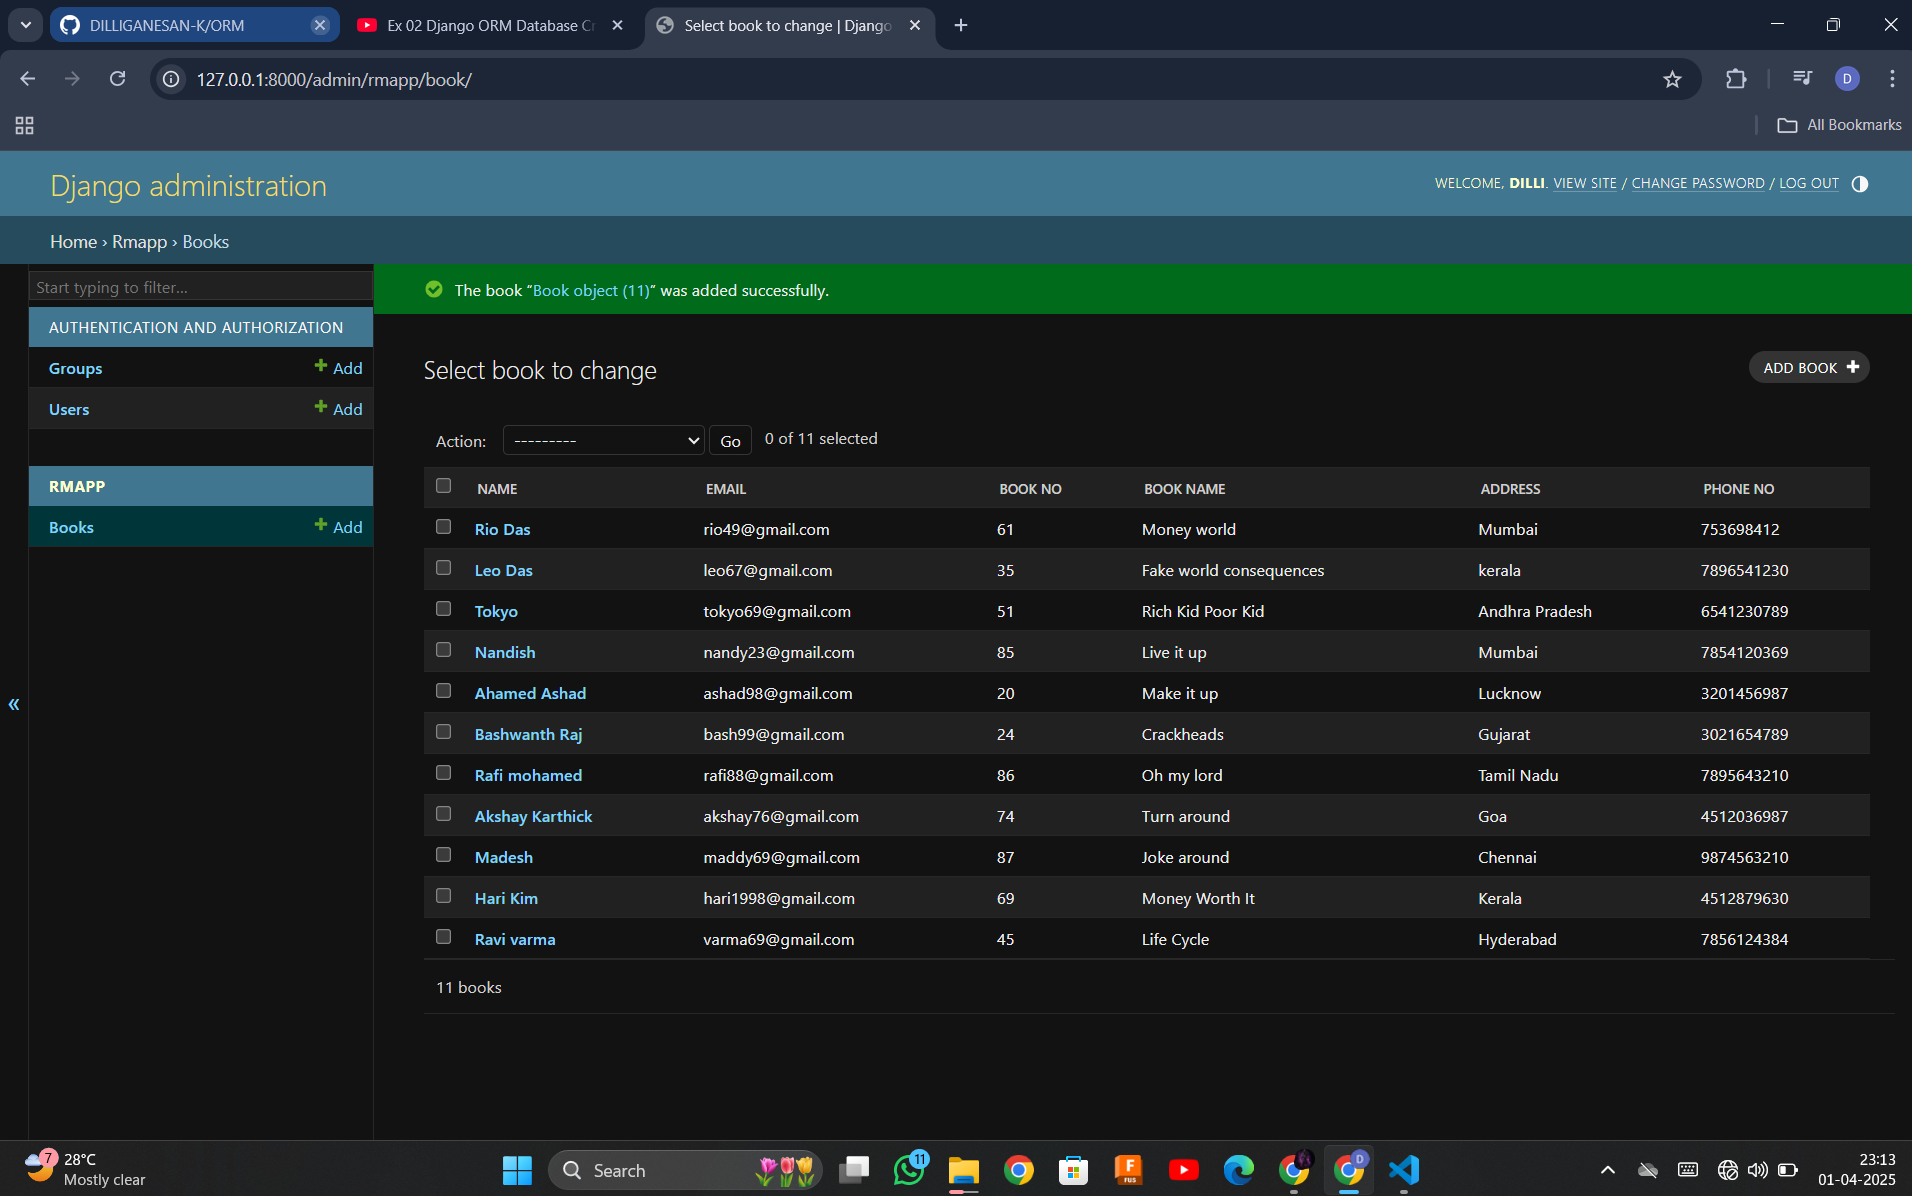 DILLIGANESAN-K/ORM
Ex 02 Django ORM Database Cr
Select book to change | Django
127.0.0.1:8000/admin/rmapp/book/
D
All Bookmarks
Django administration
WELCOME, DILLI. VIEW SITE / CHANGE PASSWORD / LOG OUT
Home › Rmapp › Books
Start typing to filter...
The book “Book object (11)” was added successfully.
AUTHENTICATION AND AUTHORIZATION
Groups Add
Users Add
RMAPP
Books Add
Select book to change
ADD BOOK
Action: --------- Go 0 of 11 selected
NAME EMAIL BOOK NO BOOK NAME ADDRESS PHONE NO
Rio Das rio49@gmail.com 61 Money world Mumbai 753698412
Leo Das leo67@gmail.com 35 Fake world consequences kerala 7896541230
Tokyo tokyo69@gmail.com 51 Rich Kid Poor Kid Andhra Pradesh 6541230789
Nandish nandy23@gmail.com 85 Live it up Mumbai 7854120369
Ahamed Ashad ashad98@gmail.com 20 Make it up Lucknow 3201456987
Bashwanth Raj bash99@gmail.com 24 Crackheads Gujarat 3021654789
Rafi mohamed rafi88@gmail.com 86 Oh my lord Tamil Nadu 7895643210
Akshay Karthick akshay76@gmail.com 74 Turn around Goa 4512036987
Madesh maddy69@gmail.com 87 Joke around Chennai 9874563210
Hari Kim hari1998@gmail.com 69 Money Worth It Kerala 4512879630
Ravi varma varma69@gmail.com 45 Life Cycle Hyderabad 7856124384
11 books
7
28°C
Mostly clear
Search
11
F
FUS
D
23:13
01-04-2025